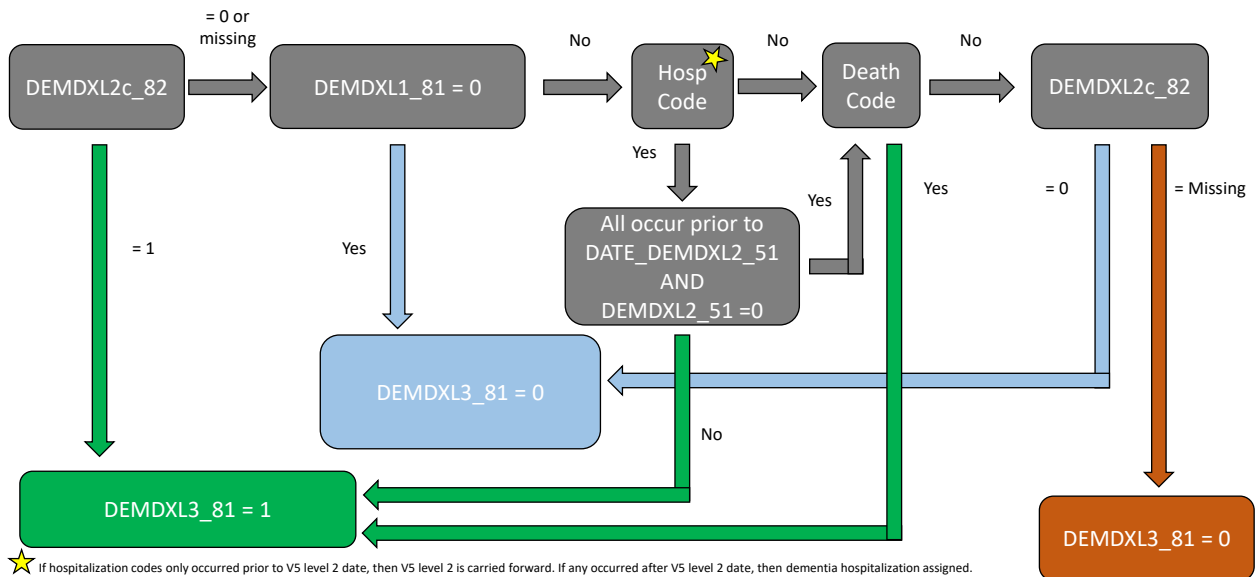 = 0 or
missing
No
No
No
DEMDXL2c_82
DEMDXL1_81 = 0
Hosp
Code
Death
Code
DEMDXL2c_82
Yes
Yes
Yes
= 0
= Missing
= 1
Yes
All occur prior to
DATE_DEMDXL2_51
AND
DEMDXL2_51 =0
DEMDXL3_81 = 0
No
DEMDXL3_81 = 1
DEMDXL3_81 = 0
If hospitalization codes only occurred prior to V5 level 2 date, then V5 level 2 is carried forward. If any occurred after V5 level 2 date, then dementia hospitalization assigned.